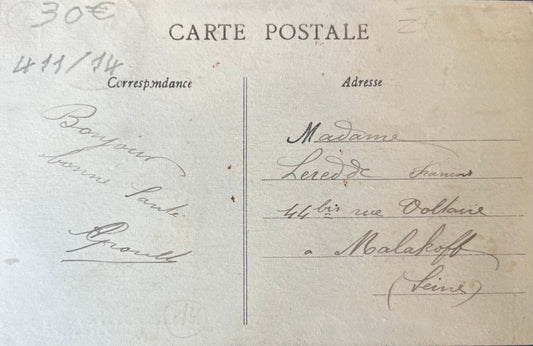 30€
411/14
CARTE POSTALE
Correspondance
Adresse
Bonjour
bonne Santé
Madame
Leredde François
44 bis rue Voltaire
a Malakoff
(Seine)